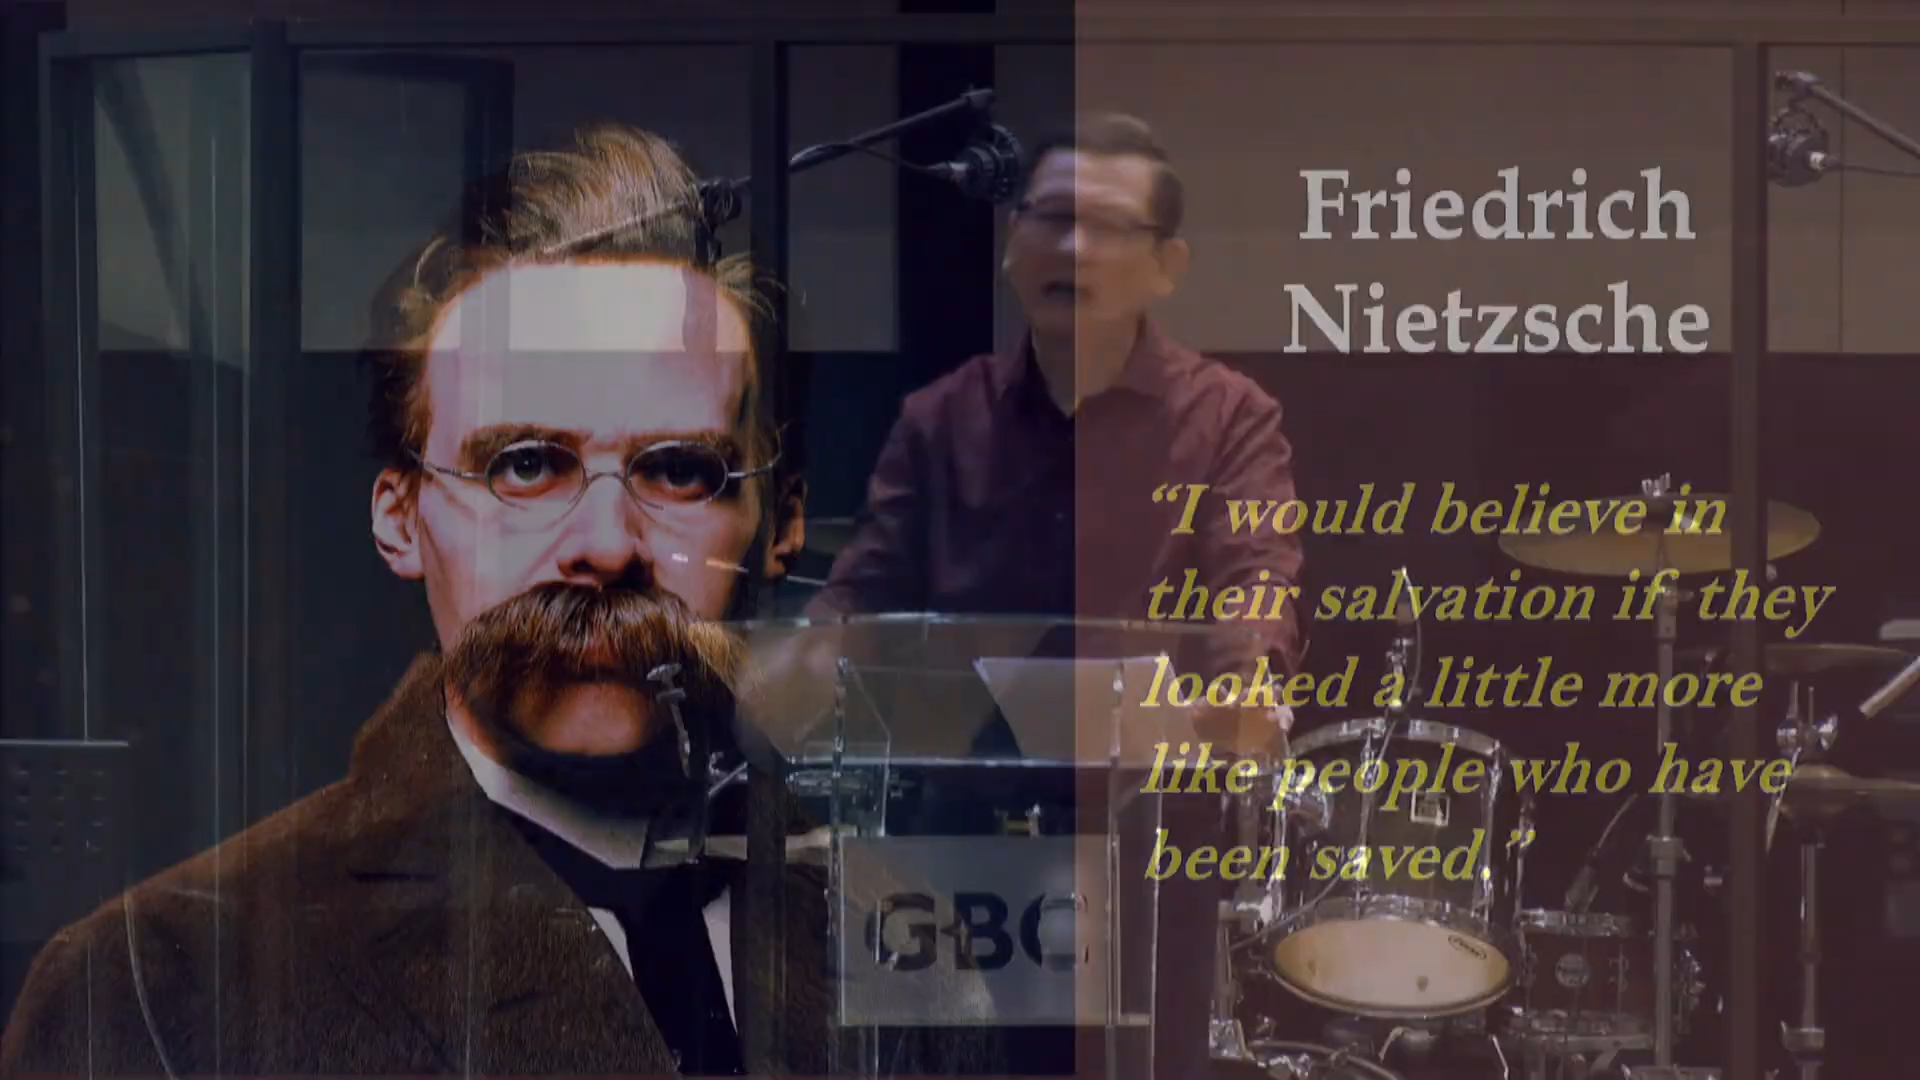 Friedrich
Nietzsche
“I would believe in
their salvation if they
looked a little more
like people who have
been saved.”
GBC